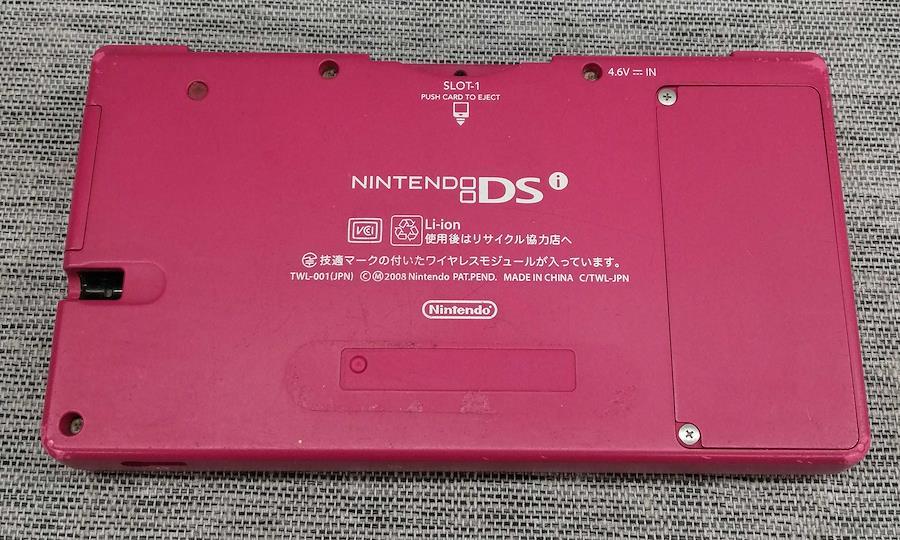 4.6V ⎓ IN
SLOT-1
PUSH CARD TO EJECT
NINTENDO DS i
VCI Li-ion
使用後はリサイクル協力店へ
技適マークの付いたワイヤレスモジュールが入っています。
TWL-001(JPN) ⒸⓂ2008 Nintendo PAT.PEND. MADE IN CHINA C/TWL-JPN
Nintendo